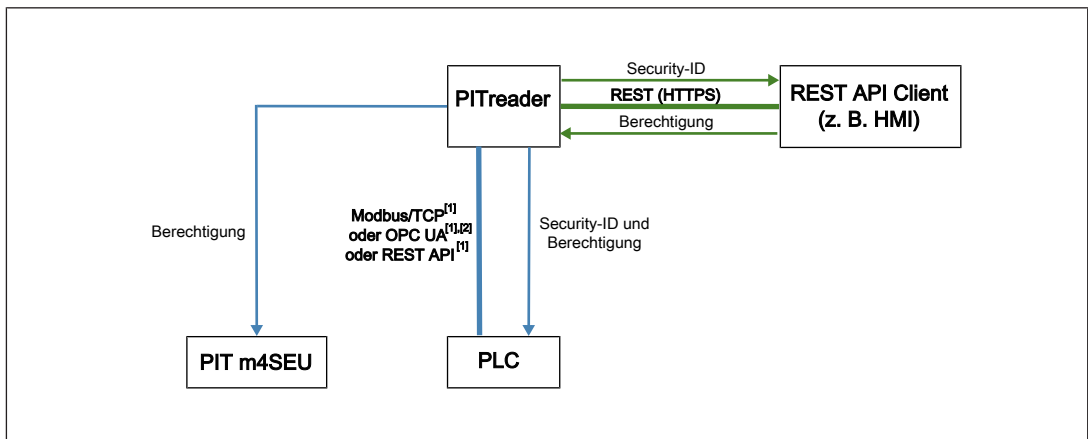 Security-ID
PITreader
REST (HTTPS)
REST API Client
(z. B. HMI)
Berechtigung
Modbus/TCP[1]
oder OPC UA[1],[2]
oder REST API[1]
Security-ID und
Berechtigung
Berechtigung
PIT m4SEU
PLC